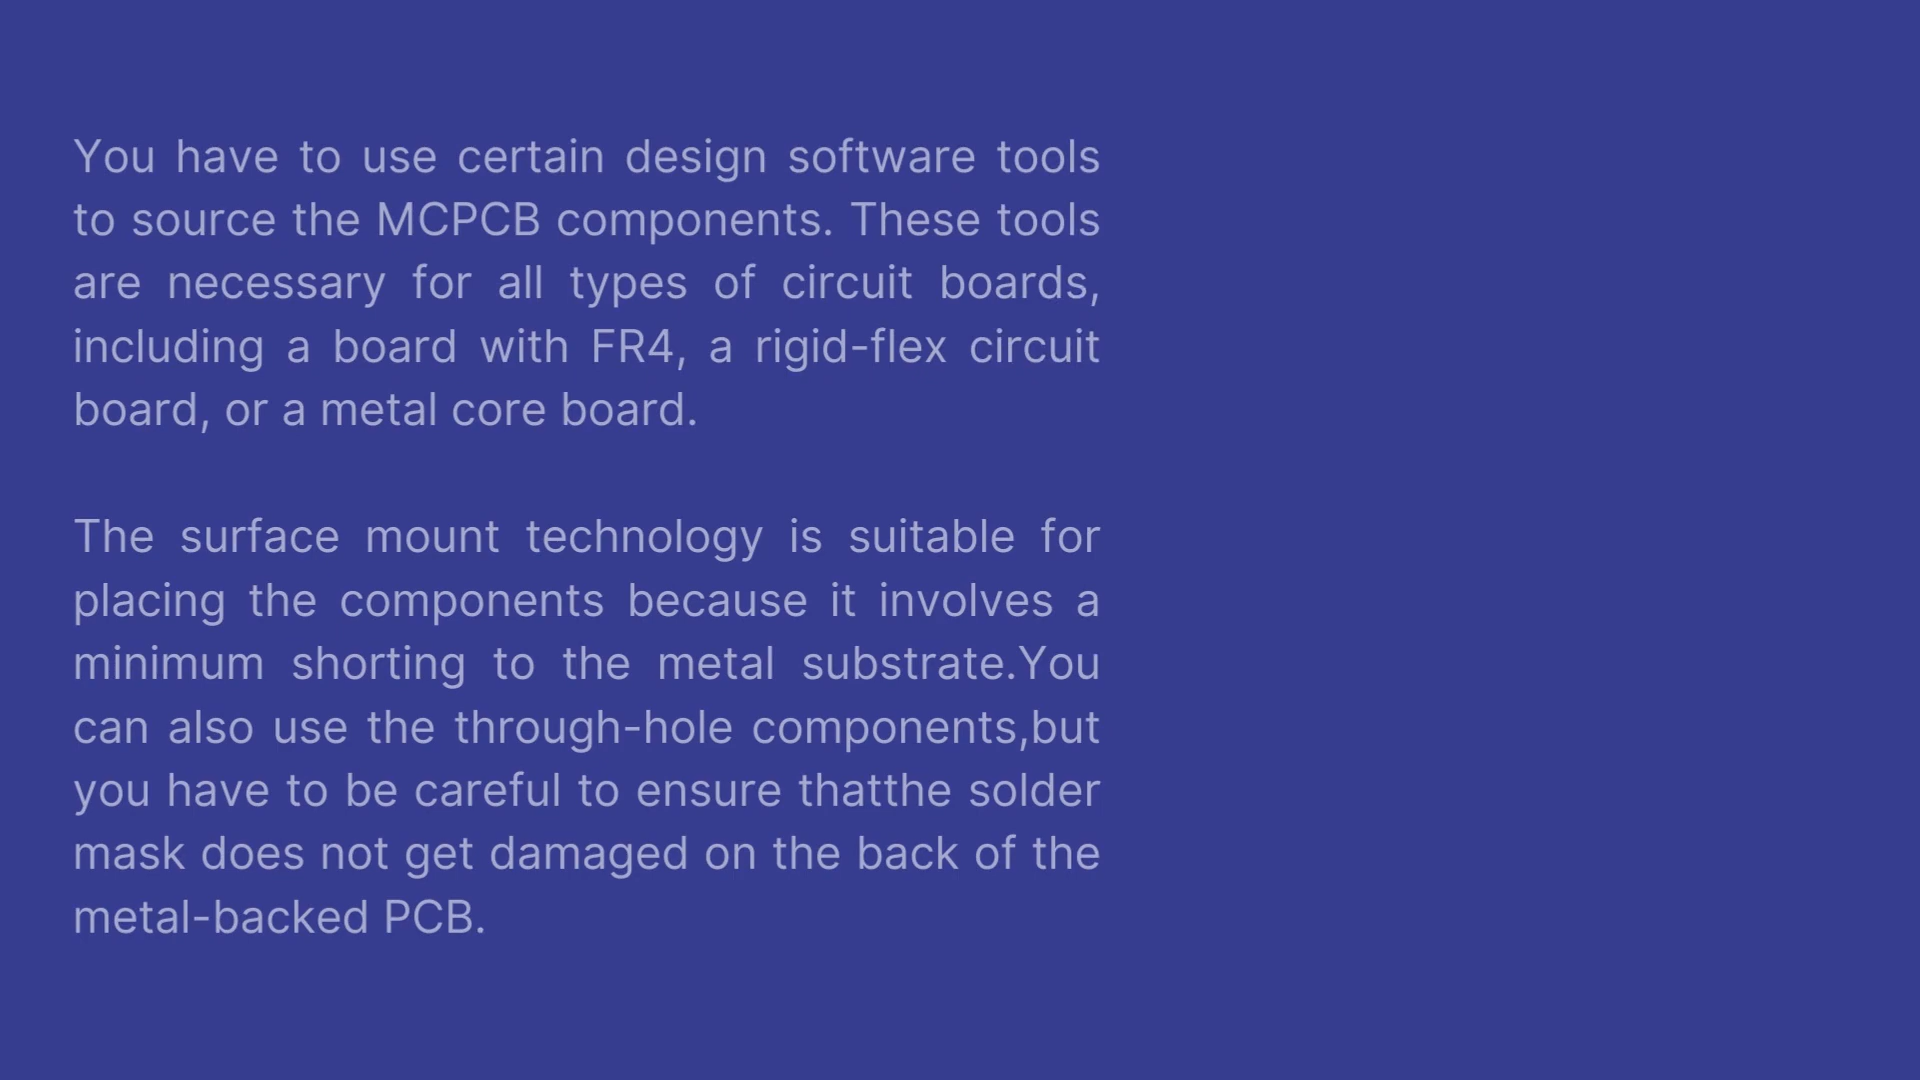 You have to use certain design software tools
to source the MCPCB components. These tools
are necessary for all types of circuit boards,
including a board with FR4, a rigid-flex circuit
board, or a metal core board.
The surface mount technology is suitable for
placing the components because it involves a
minimum shorting to the metal substrate.You
can also use the through-hole components,but
you have to be careful to ensure thatthe solder
mask does not get damaged on the back of the
metal-backed PCB.